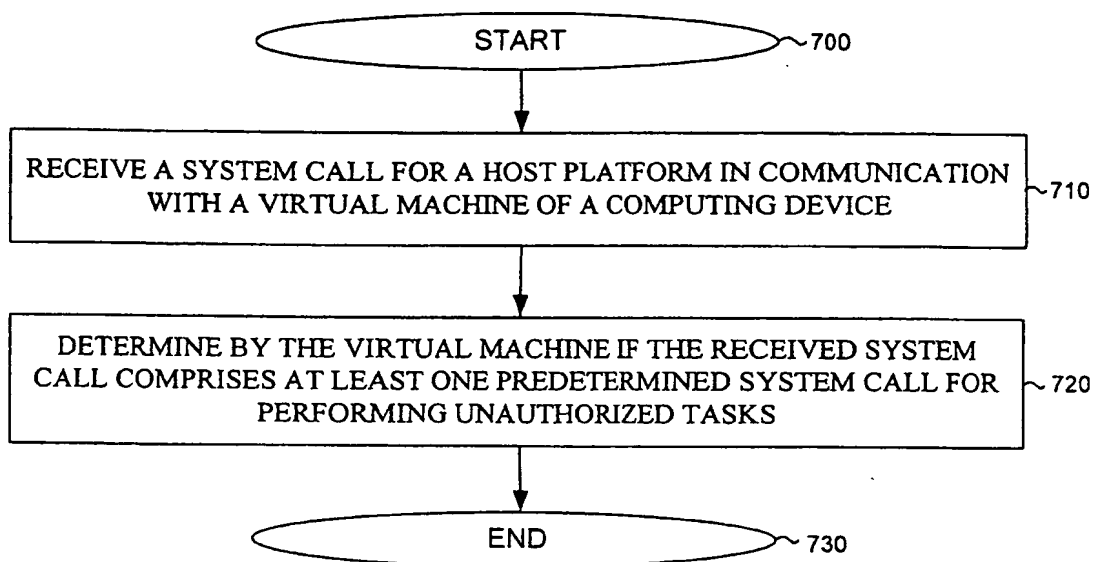 START
700
RECEIVE A SYSTEM CALL FOR A HOST PLATFORM IN COMMUNICATION
WITH A VIRTUAL MACHINE OF A COMPUTING DEVICE
710
DETERMINE BY THE VIRTUAL MACHINE IF THE RECEIVED SYSTEM
CALL COMPRISES AT LEAST ONE PREDETERMINED SYSTEM CALL FOR
PERFORMING UNAUTHORIZED TASKS
720
END
730